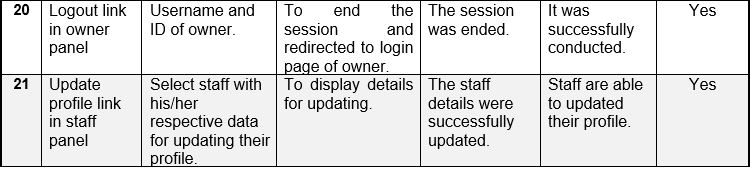 20
Logout link
in owner
panel
Username and
ID of owner.
To end the
session and
redirected to login
page of owner.
The session
was ended.
It was
successfully
conducted.
Yes
21
Update
profile link
in staff
panel
Select staff with
his/her
respective data
for updating their
profile.
To display details
for updating.
The staff
details were
successfully
updated.
Staff are able
to updated
their profile.
Yes